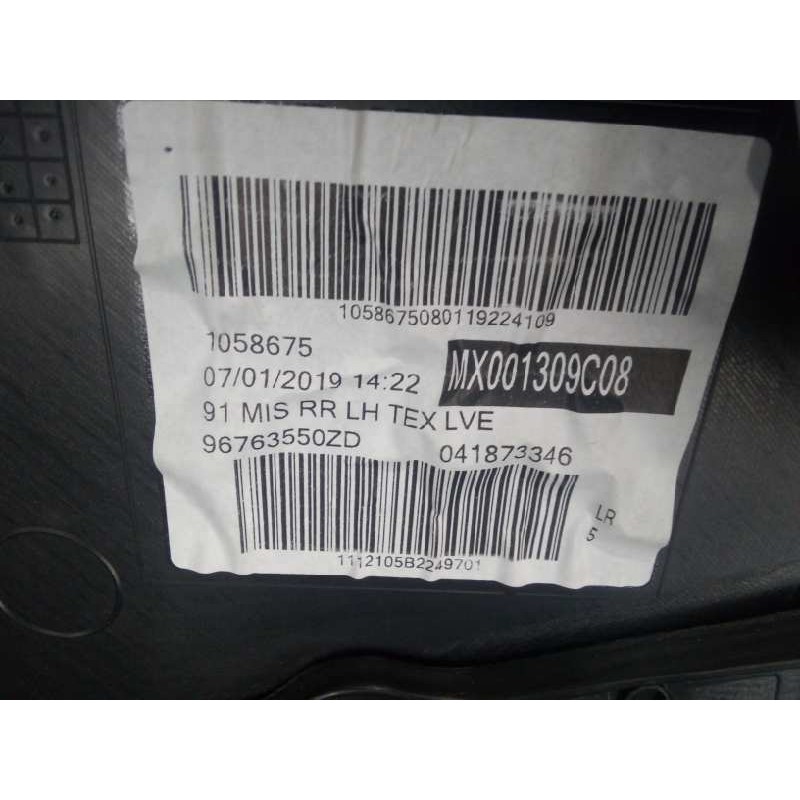 1058675080119224109
1058675
07/01/2019 14:22
MX001309C08
91 MIS RR LH TEX LVE
96763550ZD
041873346
LR
5
1112105B2249701